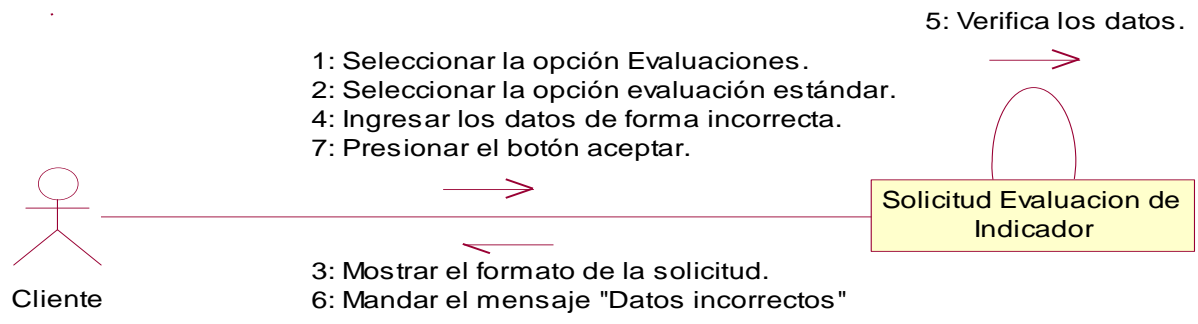 5: Verifica los datos.
1: Seleccionar la opción Evaluaciones.
2: Seleccionar la opción evaluación estándar.
4: Ingresar los datos de forma incorrecta.
7: Presionar el botón aceptar.
Solicitud Evaluacion de
Indicador
3: Mostrar el formato de la solicitud.
6: Mandar el mensaje "Datos incorrectos"
Cliente